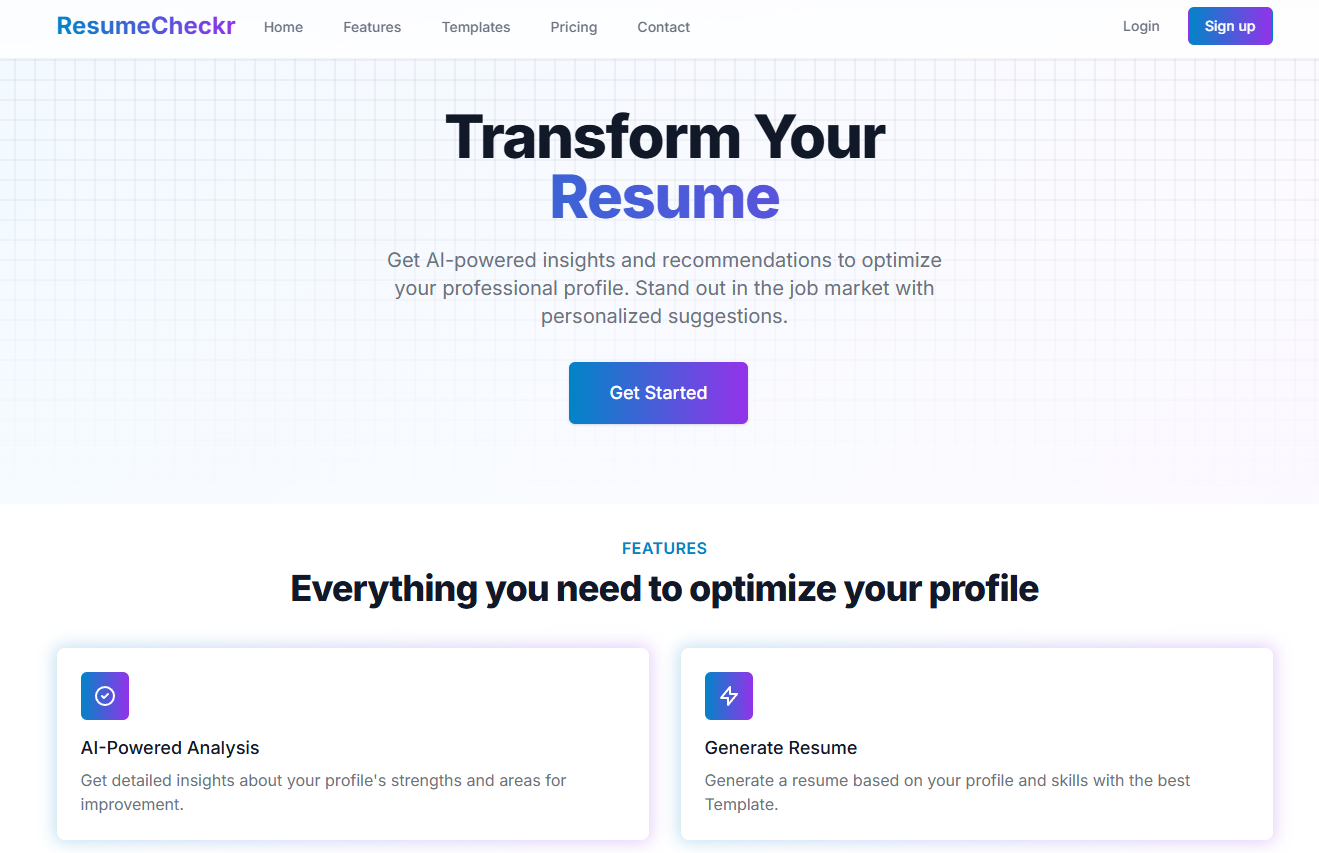 ResumeCheckr Home Features Templates Pricing Contact Login Sign up
Transform Your
Resume
Get AI-powered insights and recommendations to optimize
your professional profile. Stand out in the job market with
personalized suggestions.
Get Started
FEATURES
Everything you need to optimize your profile
AI-Powered Analysis
Get detailed insights about your profile's strengths and areas for
improvement.
Generate Resume
Generate a resume based on your profile and skills with the best
Template.